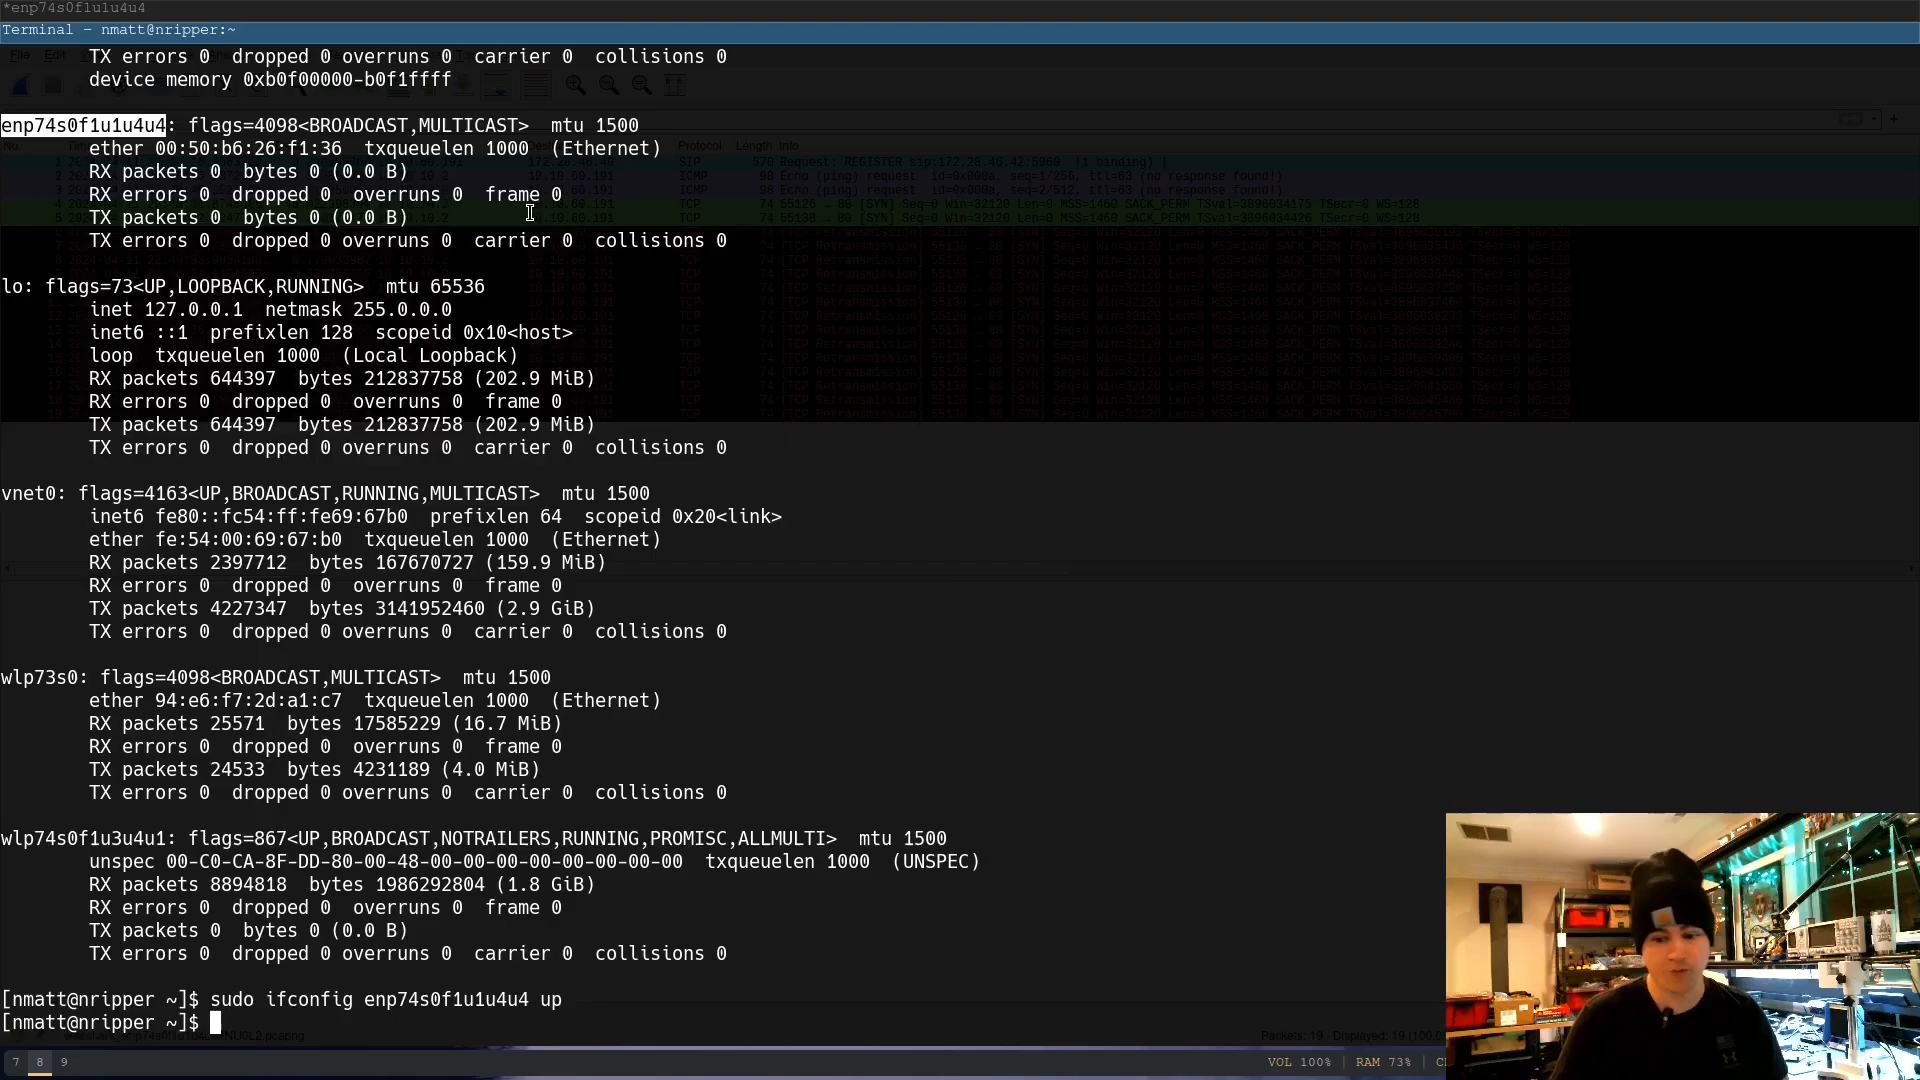 *enp74s0f1u1u4u4
Terminal - nmatt@nripper:~
TX errors 0  dropped 0 overruns 0  carrier 0  collisions 0
device memory 0xb0f00000-b0f1ffff
enp74s0f1u1u4u4: flags=4098<BROADCAST,MULTICAST>  mtu 1500
ether 00:50:b6:26:f1:36  txqueuelen 1000  (Ethernet)
RX packets 0  bytes 0 (0.0 B)
RX errors 0  dropped 0  overruns 0  frame 0
TX packets 0  bytes 0 (0.0 B)
TX errors 0  dropped 0 overruns 0  carrier 0  collisions 0
lo: flags=73<UP,LOOPBACK,RUNNING>  mtu 65536
inet 127.0.0.1  netmask 255.0.0.0
inet6 ::1  prefixlen 128  scopeid 0x10<host>
loop  txqueuelen 1000  (Local Loopback)
RX packets 644397  bytes 212837758 (202.9 MiB)
RX errors 0  dropped 0  overruns 0  frame 0
TX packets 644397  bytes 212837758 (202.9 MiB)
TX errors 0  dropped 0 overruns 0  carrier 0  collisions 0
vnet0: flags=4163<UP,BROADCAST,RUNNING,MULTICAST>  mtu 1500
inet6 fe80::fc54:ff:fe69:67b0  prefixlen 64  scopeid 0x20<link>
ether fe:54:00:69:67:b0  txqueuelen 1000  (Ethernet)
RX packets 2397712  bytes 167670727 (159.9 MiB)
RX errors 0  dropped 0  overruns 0  frame 0
TX packets 4227347  bytes 3141952460 (2.9 GiB)
TX errors 0  dropped 0 overruns 0  carrier 0  collisions 0
wlp73s0: flags=4098<BROADCAST,MULTICAST>  mtu 1500
ether 94:e6:f7:2d:a1:c7  txqueuelen 1000  (Ethernet)
RX packets 25571  bytes 17585229 (16.7 MiB)
RX errors 0  dropped 0  overruns 0  frame 0
TX packets 24533  bytes 4231189 (4.0 MiB)
TX errors 0  dropped 0 overruns 0  carrier 0  collisions 0
wlp74s0f1u3u4u1: flags=867<UP,BROADCAST,NOTRAILERS,RUNNING,PROMISC,ALLMULTI>  mtu 1500
unspec 00-C0-CA-8F-DD-80-00-48-00-00-00-00-00-00-00-00  txqueuelen 1000  (UNSPEC)
RX packets 8894818  bytes 1986292804 (1.8 GiB)
RX errors 0  dropped 0  overruns 0  frame 0
TX packets 0  bytes 0 (0.0 B)
TX errors 0  dropped 0 overruns 0  carrier 0  collisions 0
[nmatt@nripper ~]$ sudo ifconfig enp74s0f1u1u4u4 up
[nmatt@nripper ~]$
7 8 9 VOL 100% | RAM 73% |